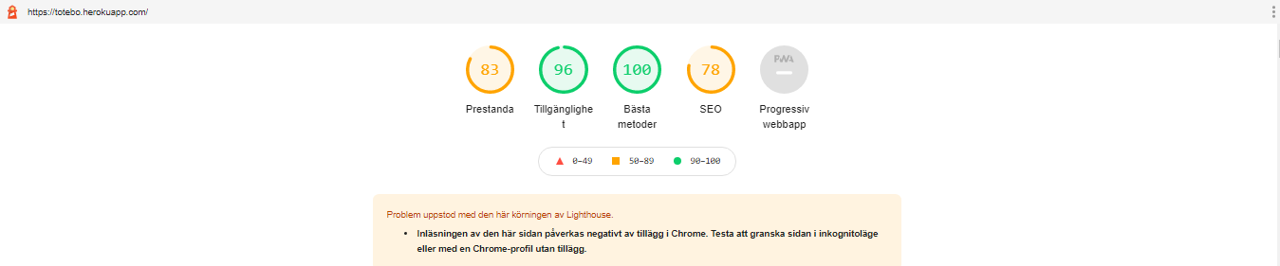 https://totebo.herokuapp.com/
83
96
100
78
PWA
Prestanda
Tillgänglighe
t
Bästa
metoder
SEO
Progressiv
webbapp
0–49
50–89
90–100
Problem uppstod med den här körningen av Lighthouse.
• Inläsningen av den här sidan påverkas negativt av tillägg i Chrome. Testa att granska sidan i inkognitoläge
eller med en Chrome-profil utan tillägg.